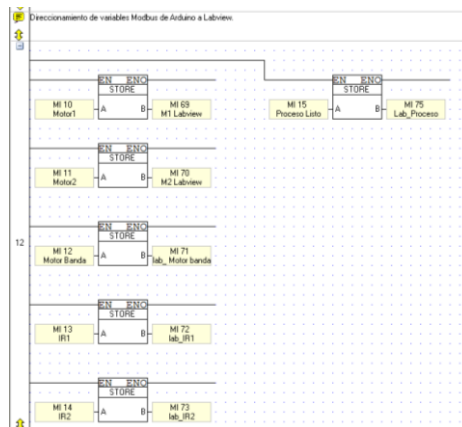 Direccionamiento de variables Modbus de Arduino a Labview.
EN ENO
STORE
MI 10
Motor1
A
B
MI 69
M1 Labview
EN ENO
STORE
MI 15
Proceso Listo
A
B
MI 75
Lab_Proceso
EN ENO
STORE
MI 11
Motor2
A
B
MI 70
M2 Labview
12
EN ENO
STORE
MI 12
Motor Banda
A
B
MI 71
lab_ Motor banda
EN ENO
STORE
MI 13
IR1
A
B
MI 72
lab_IR1
EN ENO
STORE
MI 14
IR2
A
B
MI 73
lab_IR2